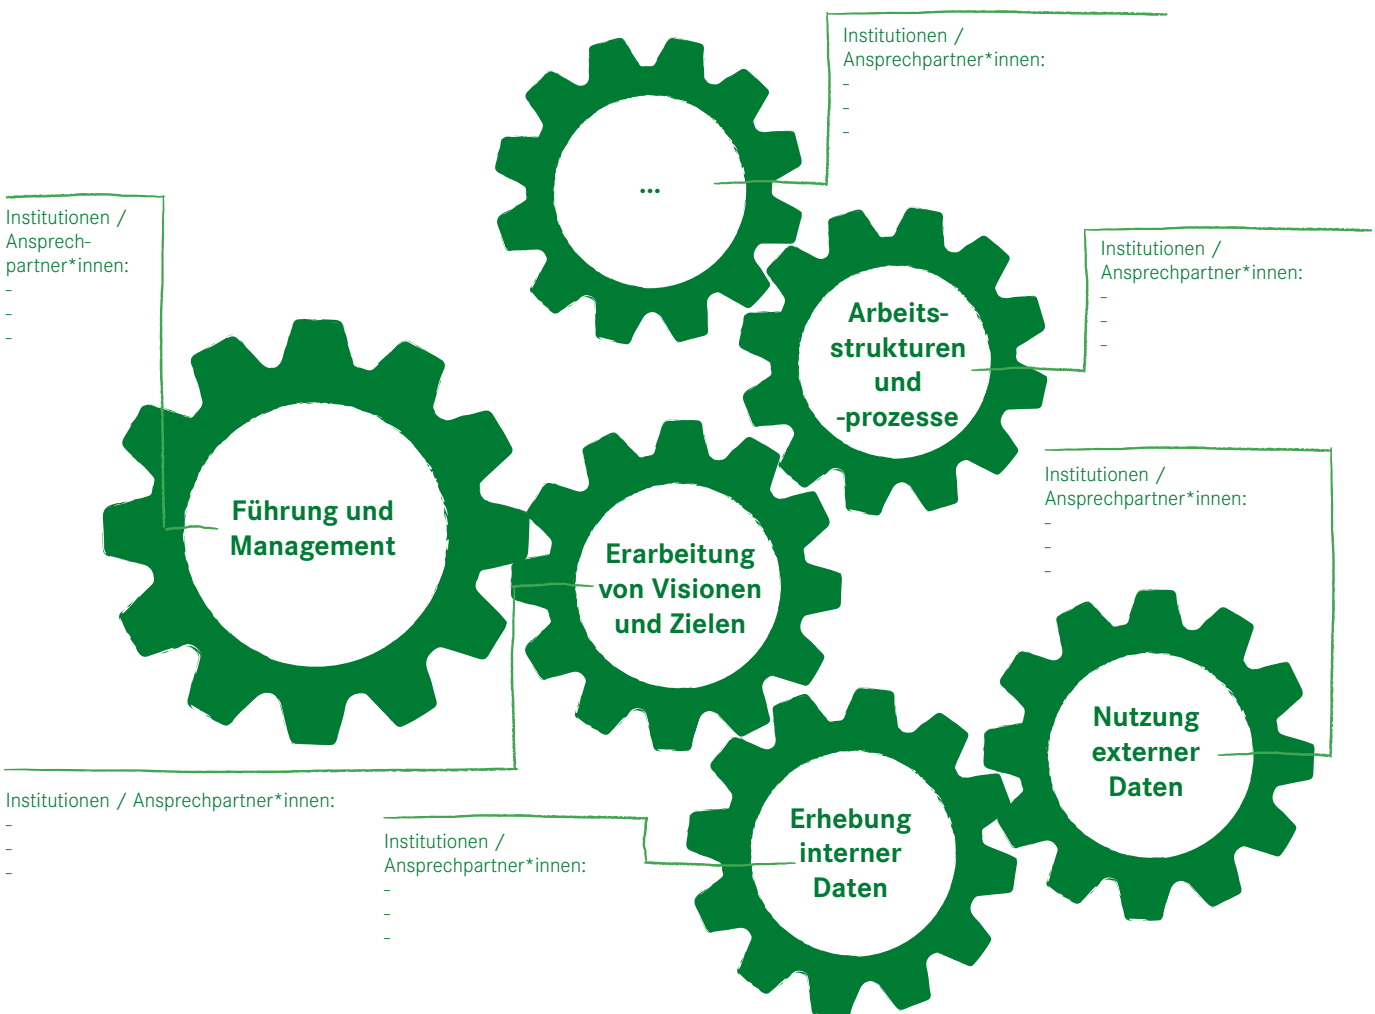 Institutionen /
Ansprechpartner*innen:
-
-
-
...
Institutionen /
Ansprech-
partner*innen:
-
-
-
Institutionen /
Ansprechpartner*innen:
-
-
-
Arbeits-
strukturen
und
-prozesse
Führung und
Management
Institutionen /
Ansprechpartner*innen:
-
-
-
Erarbeitung
von Visionen
und Zielen
Nutzung
externer
Daten
Institutionen / Ansprechpartner*innen:
-
-
-
Institutionen /
Ansprechpartner*innen:
-
-
-
Erhebung
interner
Daten